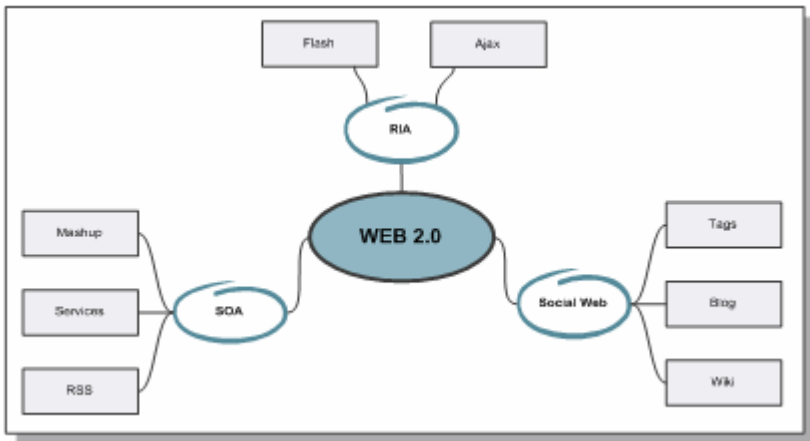 Flash
Ajax
RIA
WEB 2.0
Mashup
Services
RSS
SOA
Social Web
Tags
Blog
Wiki